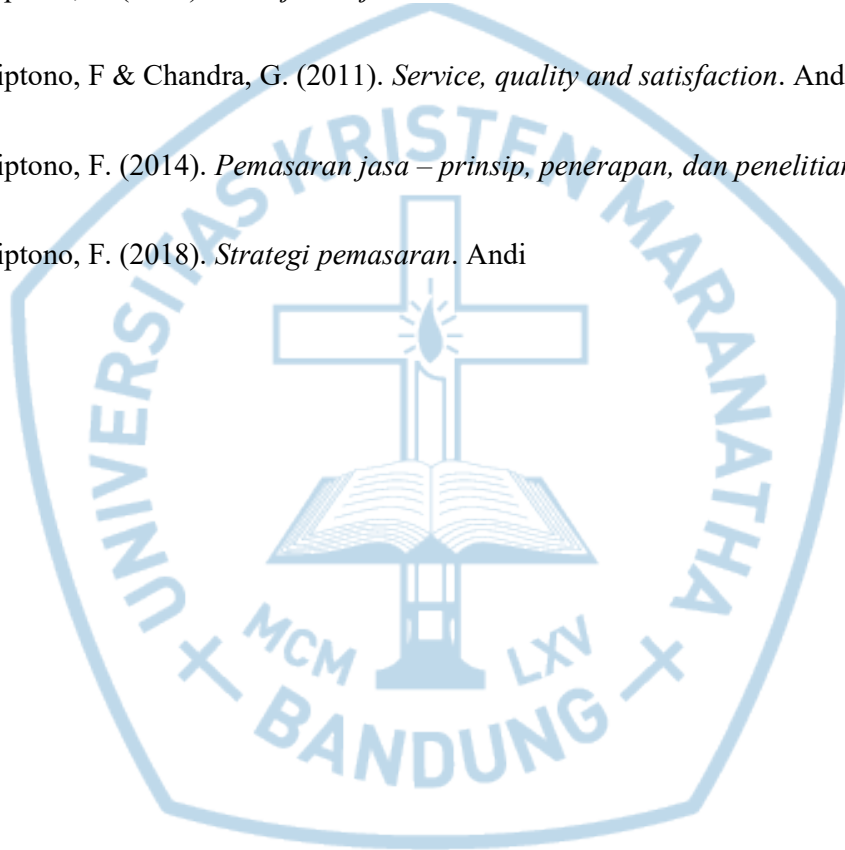 iptono, F & Chandra, G. (2011). Service, quality and satisfaction. And
iptono, F. (2014). Pemasaran jasa – prinsip, penerapan, dan penelitian
iptono, F. (2018). Strategi pemasaran. Andi
UNIVERSITAS KRISTEN MARANATHA
MCM LXV
BANDUNG